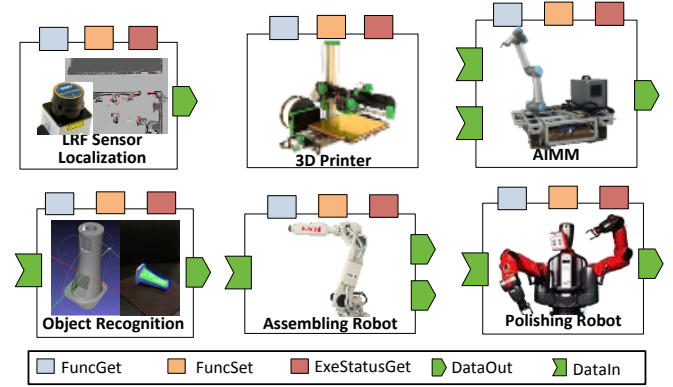 LRF Sensor
Localization
3D Printer
AIMM
Object Recognition
Assembling Robot
Polishing Robot
FuncGet
FuncSet
ExeStatusGet
DataOut
DataIn